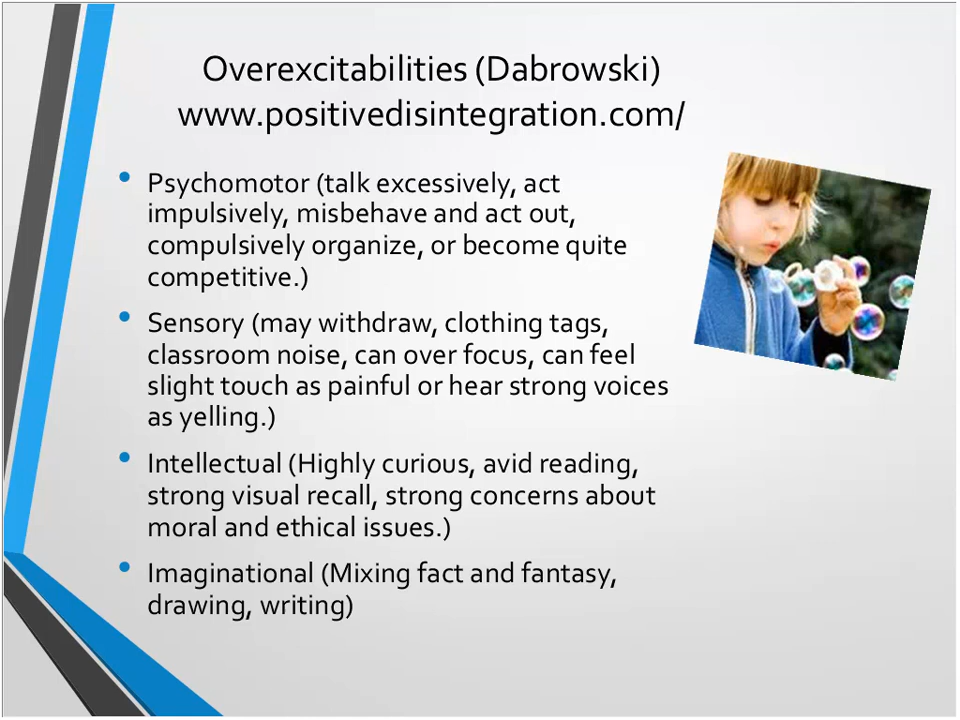 Overexcitabilities (Dabrowski)
www.positivedisintegration.com/
• Psychomotor (talk excessively, act
impulsively, misbehave and act out,
compulsively organize, or become quite
competitive.)
• Sensory (may withdraw, clothing tags,
classroom noise, can over focus, can feel
slight touch as painful or hear strong voices
as yelling.)
• Intellectual (Highly curious, avid reading,
strong visual recall, strong concerns about
moral and ethical issues.)
• Imaginational (Mixing fact and fantasy,
drawing, writing)